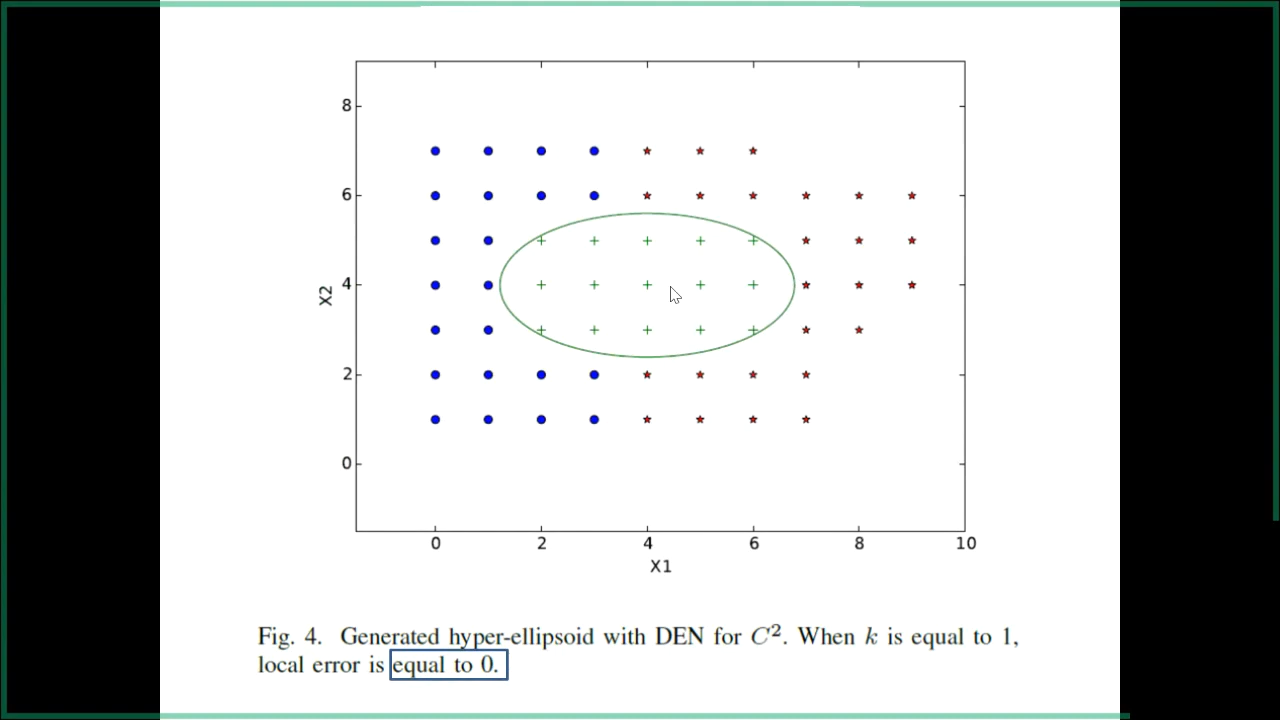 8
6
4
2
0
X2
0 2 4 6 8 10
X1
Fig. 4. Generated hyper-ellipsoid with DEN for C². When k is equal to 1,
local error is equal to 0.